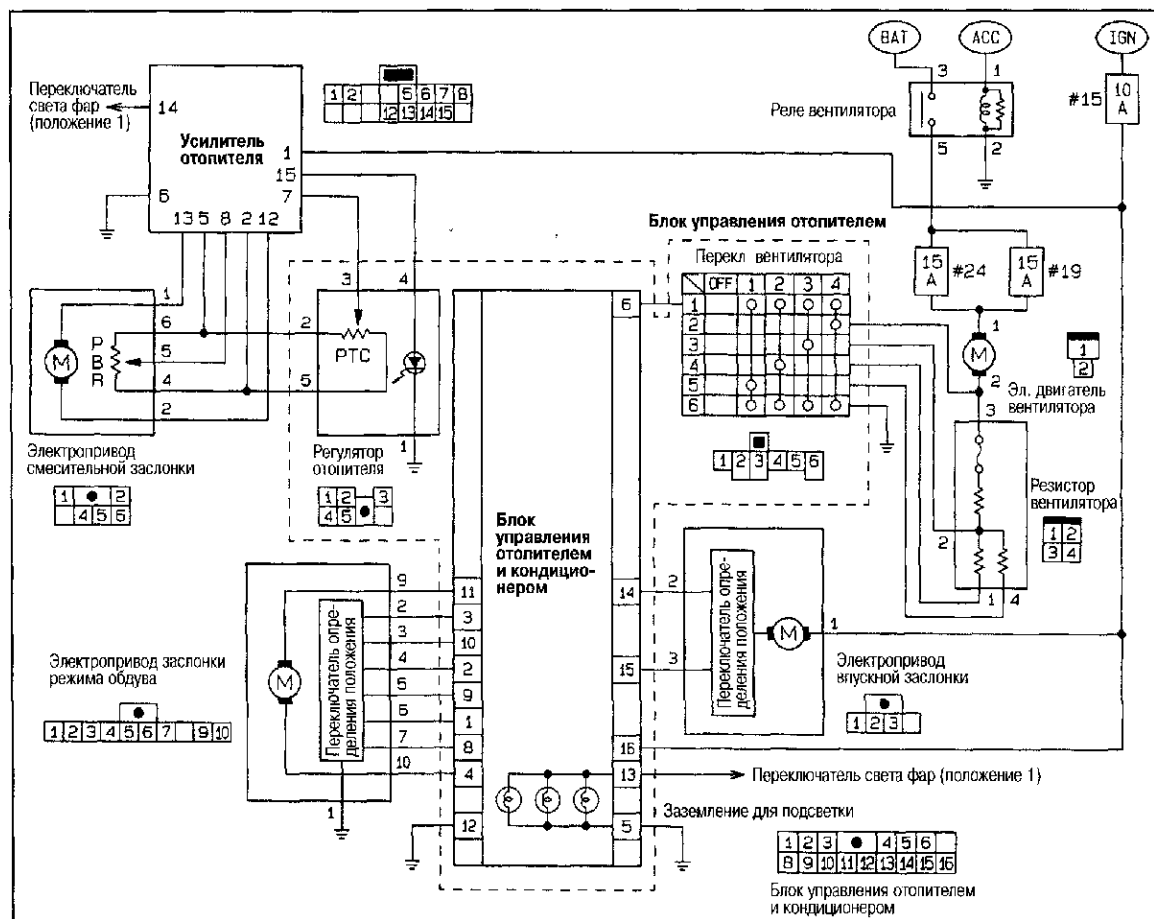 BAT
ACC
IGN
Переключатель
света фар
(положение 1)
14
Усилитель
отопителя
1
15
7
6
13 5 8 2 12
1 2 5 6 7 8
12 13 14 15
3
1
Реле вентилятора
5
2
#15
10
A
Блок управления отопителем
Перекл вентилятора
OFF 1 2 3 4
1
2
3
4
5
6
1 2 3 4 5 6
15
A
#24
15
A
#19
1
M
2
Эл. двигатель
вентилятора
1
2
3
Резистор
вентилятора
1 2
3 4
2
1 4
1
6
5
4
2
M
P
B
R
Электропривод
смесительной заслонки
1 2
4 5 6
3
4
2
PTC
5
1
Регулятор
отопителя
1 2 3
4 5
6
Блок
управления
отопителем
и кондицио-
нером
9
2
3
4
5
6
7
10
1
11
3
10
2
9
1
8
4
12
M
Переключатель опре-
деления положения
Электропривод заслонки
режима обдува
1 2 3 4 5 6 7 9 10
14
15
16
13
5
2
3
Переключатель опре-
деления положения
M
1
Электропривод
впускной заслонки
1 2 3
Переключатель света фар (положение 1)
Заземление для подсветки
1 2 3 4 5 6
8 9 10 11 12 13 14 15 16
Блок управления отопителем
и кондиционером